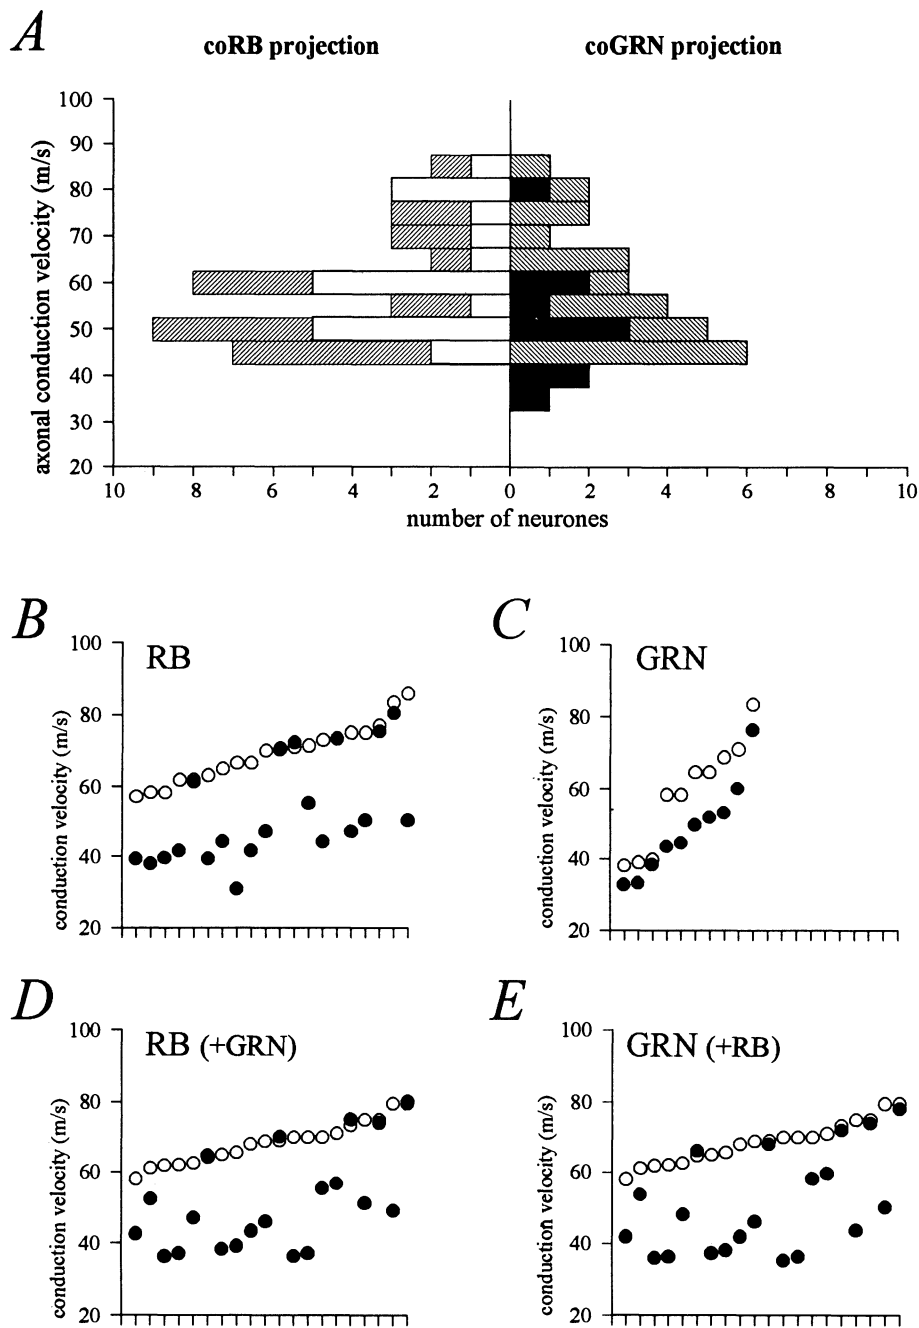 A
coRB projection
coGRN projection
axonal conduction velocity (m/s)
100
90
80
70
60
50
40
30
20
10 8 6 4 2 0 2 4 6 8 10
number of neurones
B
RB
conduction velocity (m/s)
100
80
60
40
20
C
GRN
conduction velocity (m/s)
100
80
60
40
20
D
RB (+GRN)
conduction velocity (m/s)
100
80
60
40
20
E
GRN (+RB)
conduction velocity (m/s)
100
80
60
40
20